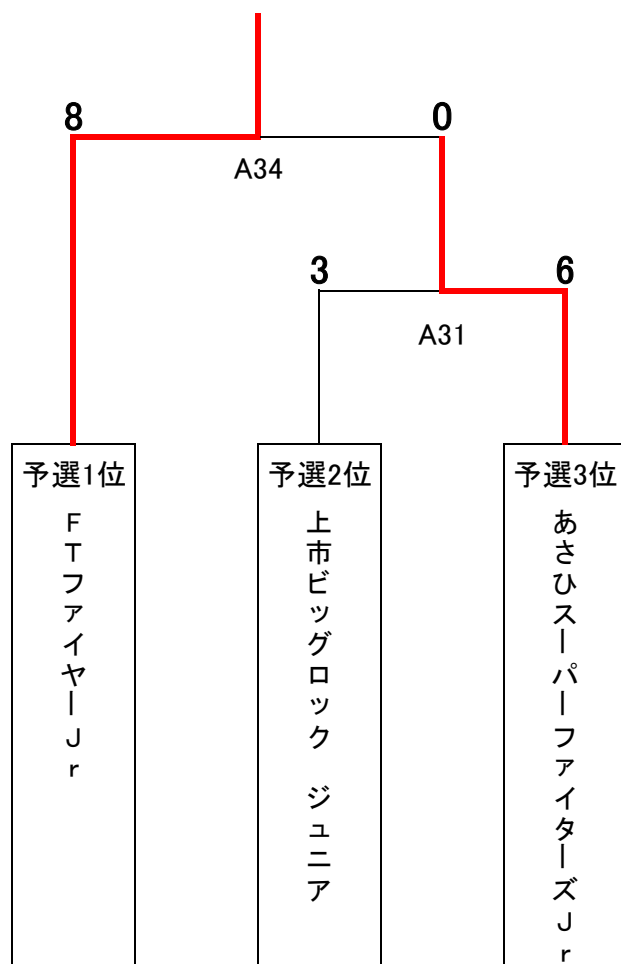 8
0
A34
3
6
A31
予選1位
予選2位
予選3位
FTファイヤーJr
上市ビッグロック ジュニア
あさひスーパーファイターズJr